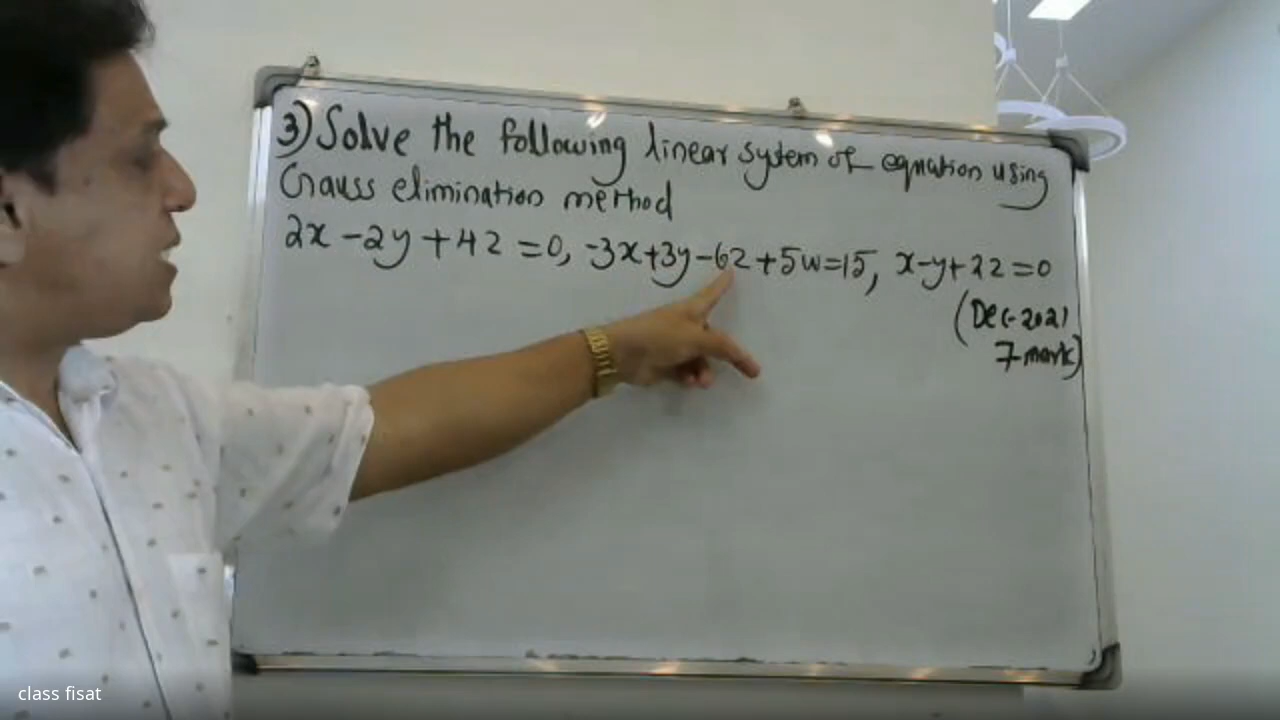 3) Solve the following linear system of equation using
Gauss elimination method
2x -2y +4z =0, -3x+3y-6z+5w=15, x-y+2z =0
(Dec-2021
7 mark)
class fisat